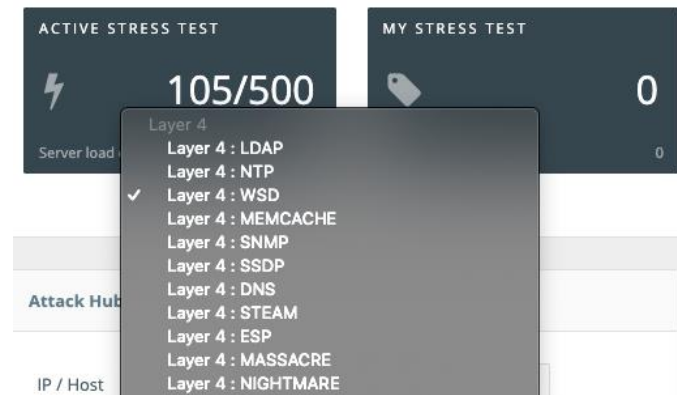 ACTIVE STRESS TEST
MY STRESS TEST
105/500
0
Server load
0
Layer 4
Layer 4 : LDAP
Layer 4 : NTP
Layer 4 : WSD
Layer 4 : MEMCACHE
Layer 4 : SNMP
Layer 4 : SSDP
Layer 4 : DNS
Layer 4 : STEAM
Layer 4 : ESP
Layer 4 : MASSACRE
Layer 4 : NIGHTMARE
Attack Hub
IP / Host